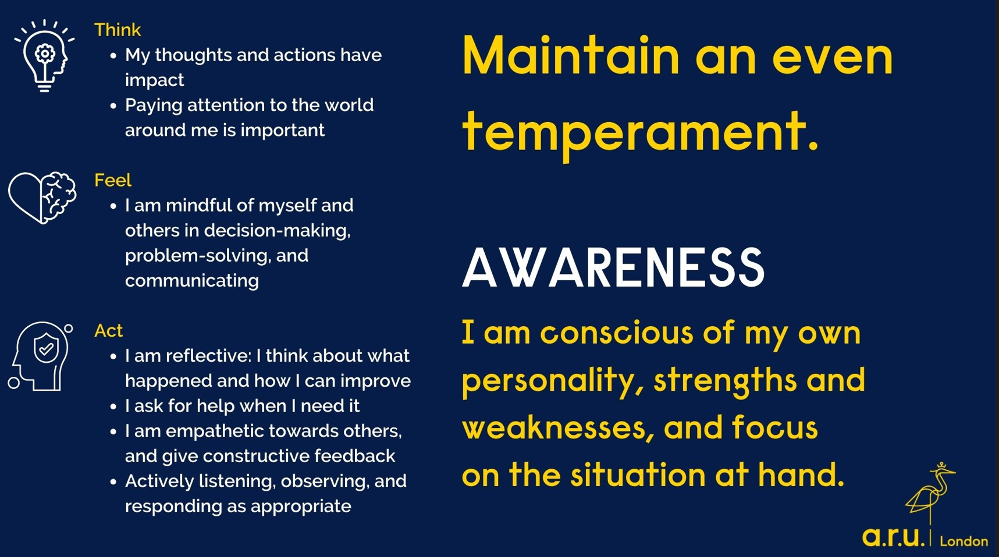 Think
• My thoughts and actions have
impact
• Paying attention to the world
around me is important
Feel
• I am mindful of myself and
others in decision-making,
problem-solving, and
communicating
Act
• I am reflective: I think about what
happened and how I can improve
• I ask for help when I need it
• I am empathetic towards others,
and give constructive feedback
• Actively listening, observing, and
responding as appropriate
Maintain an even
temperament.
AWARENESS
I am conscious of my own
personality, strengths and
weaknesses, and focus
on the situation at hand.
a.r.u. London